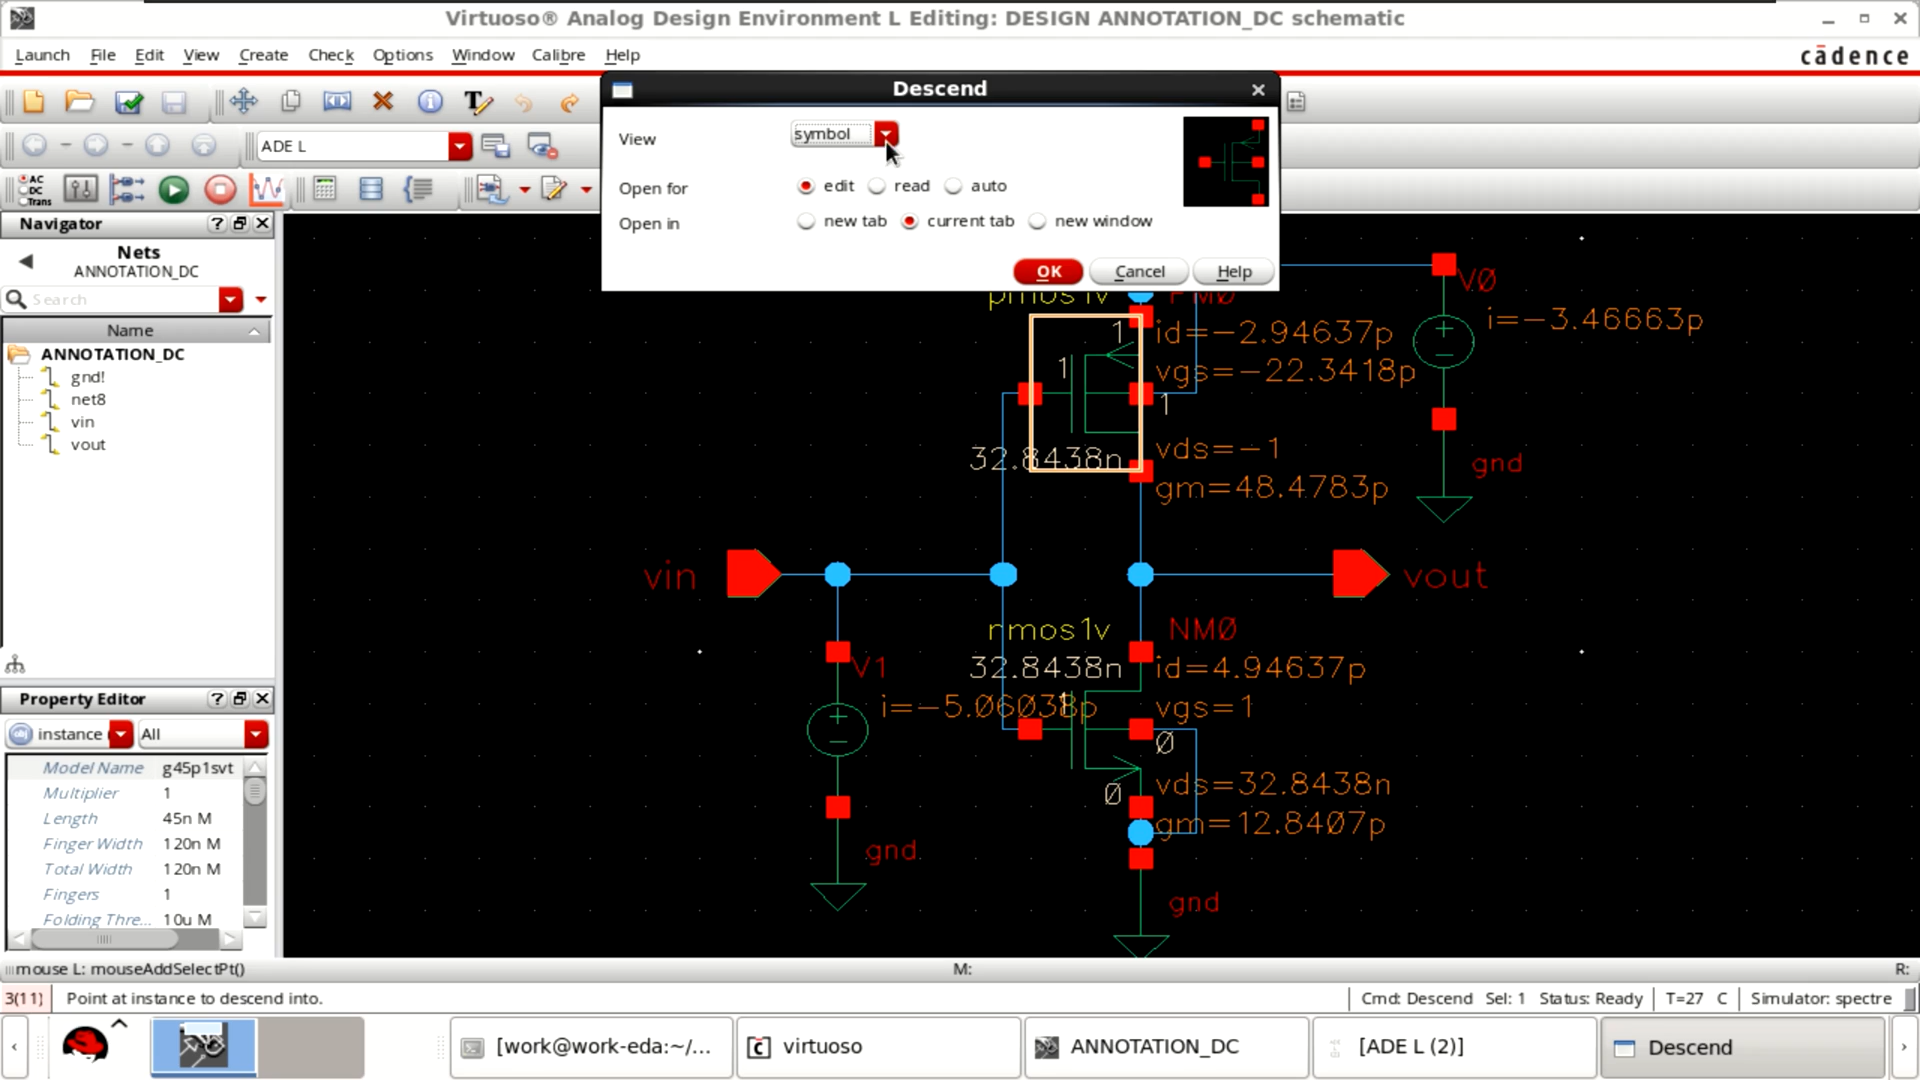 Virtuoso® Analog Design Environment L Editing: DESIGN ANNOTATION_DC schematic
Launch File Edit View Create Check Options Window Calibre Help
cādence
Descend
View symbol
Open for edit read auto
Open in new tab current tab new window
OK Cancel Help
ADE L
AC
DC
Trans
Navigator ?
Nets
ANNOTATION_DC
Search
Name
ANNOTATION_DC
gnd!
net8
vin
vout
Property Editor ?
instance All
Model Name g45p1svt
Multiplier 1
Length 45n M
Finger Width 120n M
Total Width 120n M
Fingers 1
Folding Thre... 10u M
pmos1v PM0
1 id=-2.94637p
1 vgs=-22.3418p
1
32.8438n vds=-1
gm=48.4783p
V0
i=-3.46663p
gnd
vin
vout
nmos1v NM0
32.8438n id=4.94637p
V1
i=-5.06038p
1
vgs=1
0
vds=32.8438n
0
gm=12.8407p
gnd
gnd
mouse L: mouseAddSelectPt() M: R:
3(11) Point at instance to descend into. Cmd: Descend Sel: 1 Status: Ready T=27 C Simulator: spectre
[work@work-eda:~/... virtuoso ANNOTATION_DC [ADE L (2)] Descend